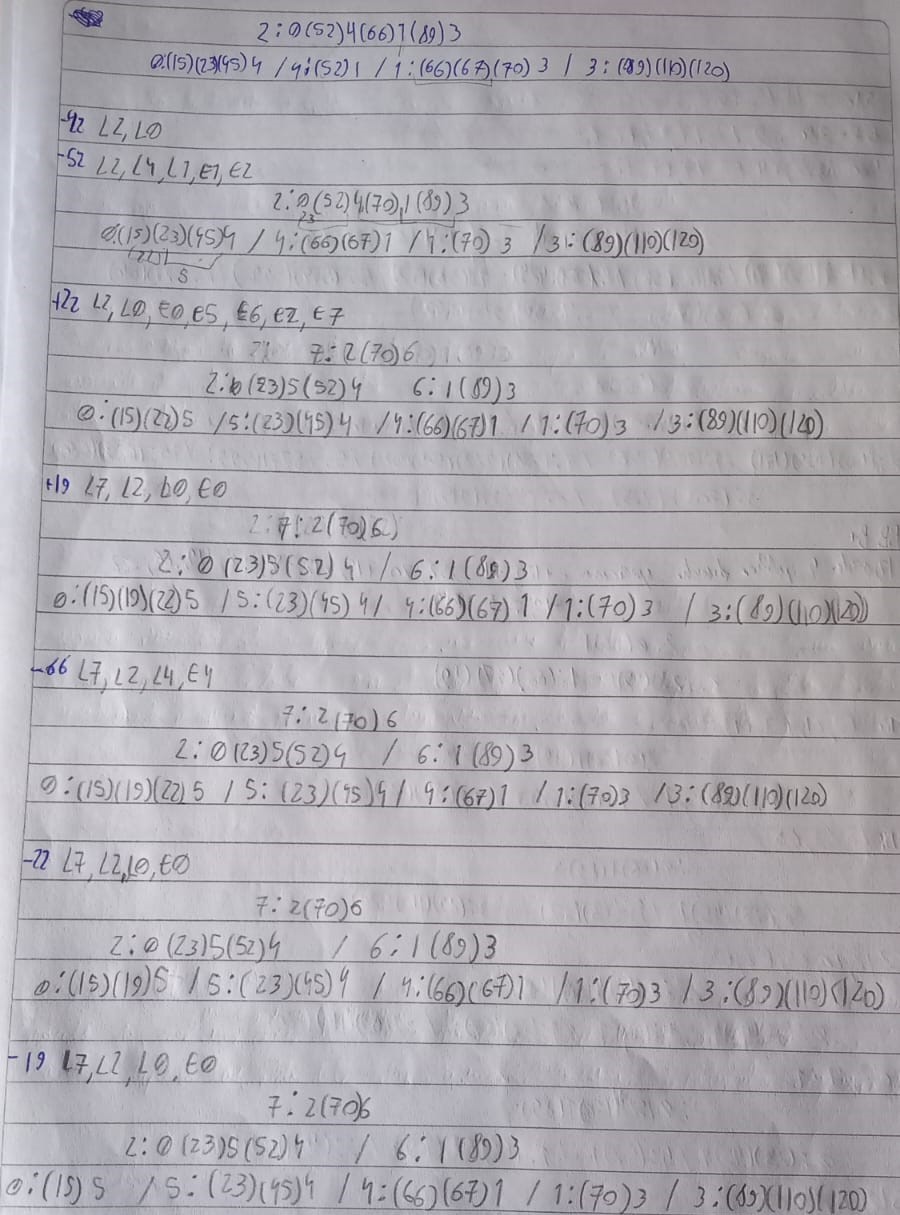 2:0(52)4(66)1(89)3
0:(15)(23)(45)4 / 4:(52)1 / 1:(66)(67)(70)3 / 3:(89)(110)(120)
-92 L2, L0
-52 L2, L4, L1, E1, E2
2:0(52)4(70)1(89)3
23
0:(15)(23)(45)4 / 4:(66)(67)1 / 1:(70)3 / 3:(89)(110)(120)
(22)
5
+22 L2, L0, E0, E5, E6, E2, E7
7:2(70)6
2:0(23)5(52)4 6:1(89)3
0:(15)(22)5 / 5:(23)(45)4 / 4:(66)(67)1 / 1:(70)3 / 3:(89)(110)(120)
+19 L7, L2, L0, E0
7:2(70)6
2:0(23)5(52)4 / 6:1(89)3
0:(15)(19)(22)5 / 5:(23)(45)4 / 4:(66)(67)1 / 1:(70)3 / 3:(89)(110)(120)
-66 L7, L2, L4, E4
7:2(70)6
2:0(23)5(52)4 / 6:1(89)3
0:(15)(19)(22)5 / 5:(23)(45)4 / 4:(67)1 / 1:(70)3 / 3:(89)(110)(120)
-22 L7, L2, L0, E0
7:2(70)6
2:0(23)5(52)4 / 6:1(89)3
0:(15)(19)5 / 5:(23)(45)4 / 4:(66)(67)1 / 1:(70)3 / 3:(89)(110)(120)
-19 L7, L2, L0, E0
7:2(70)6
2:0(23)5(52)4 / 6:1(89)3
0:(15)5 / 5:(23)(45)4 / 4:(66)(67)1 / 1:(70)3 / 3:(89)(110)(120)